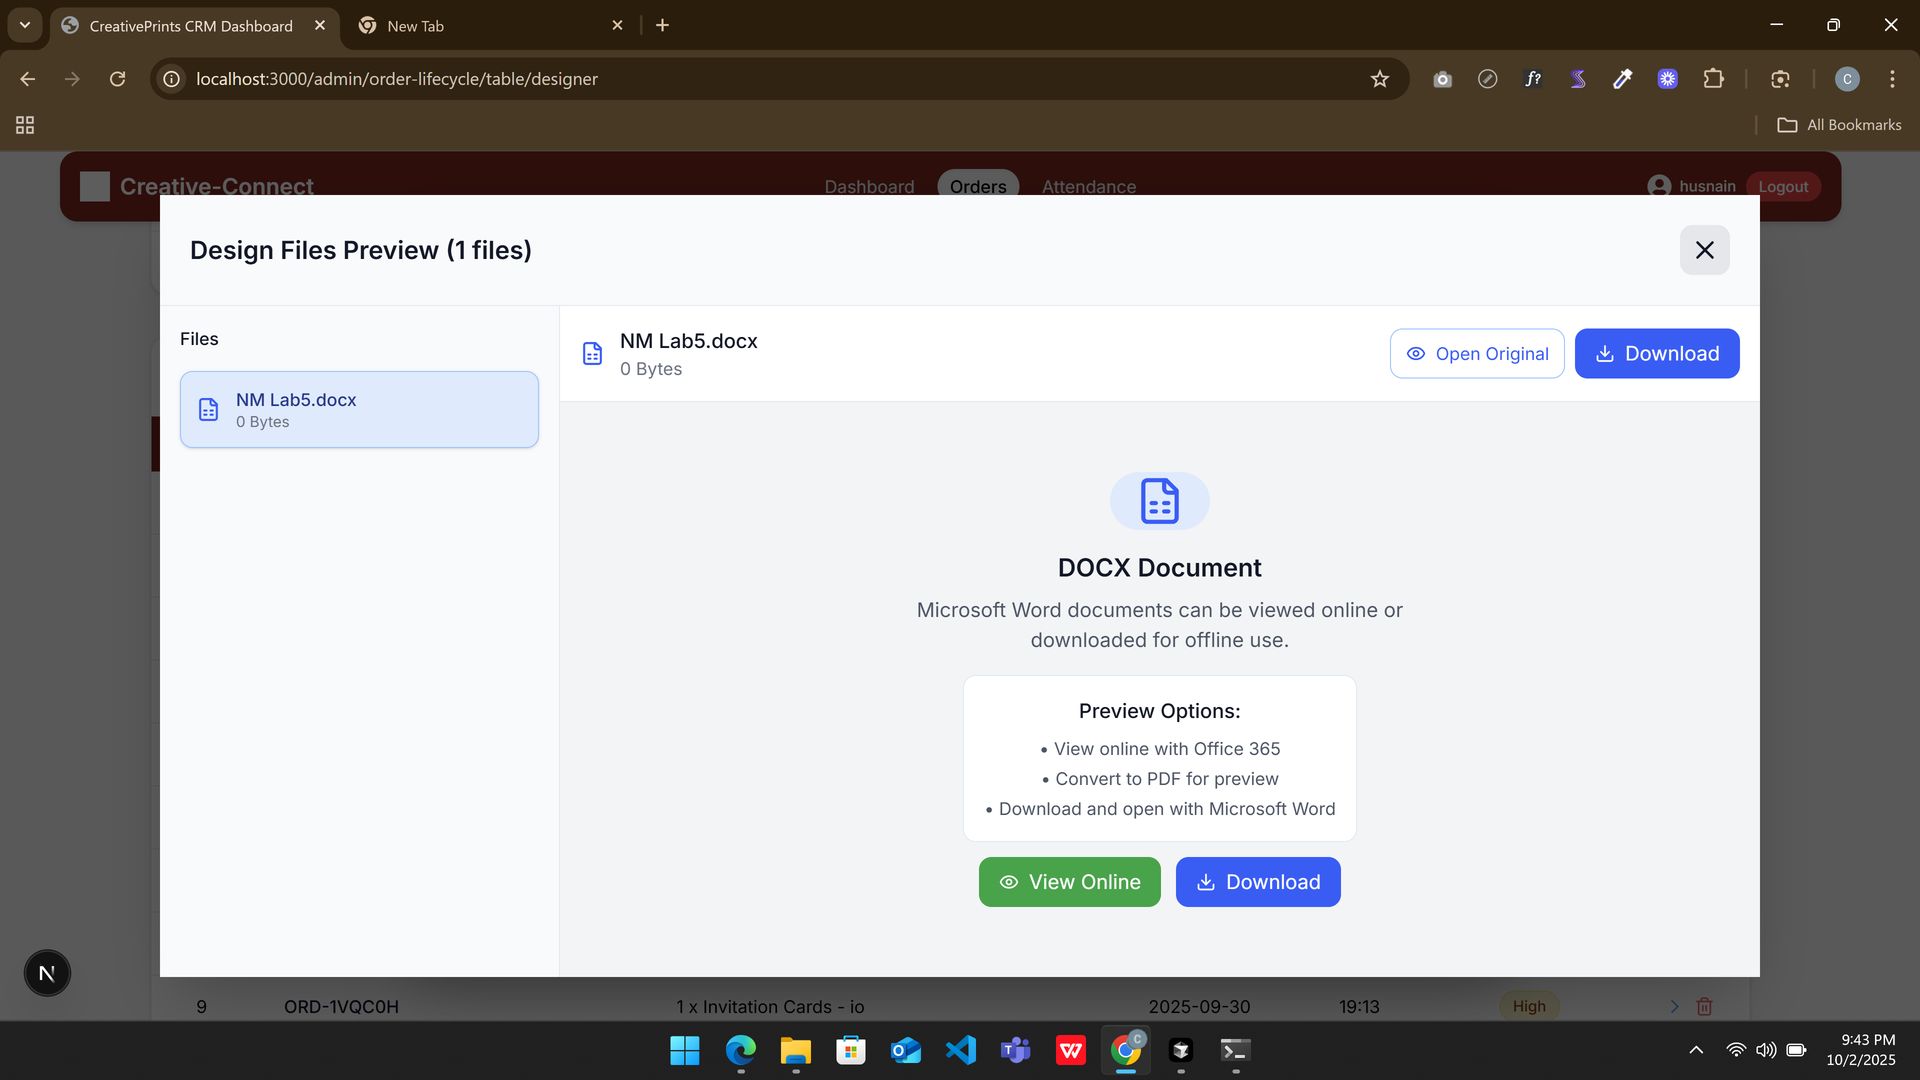 CreativePrints CRM Dashboard
New Tab
localhost:3000/admin/order-lifecycle/table/designer
f?
C
All Bookmarks
Creative-Connect
Dashboard
Orders
Attendance
husnain
Logout
Design Files Preview (1 files)
Files
NM Lab5.docx
0 Bytes
NM Lab5.docx
0 Bytes
Open Original
Download
DOCX Document
Microsoft Word documents can be viewed online or
downloaded for offline use.
Preview Options:
• View online with Office 365
• Convert to PDF for preview
• Download and open with Microsoft Word
View Online
Download
N
9
ORD-1VQC0H
1 x Invitation Cards - io
2025-09-30
19:13
High
C
9:43 PM
10/2/2025